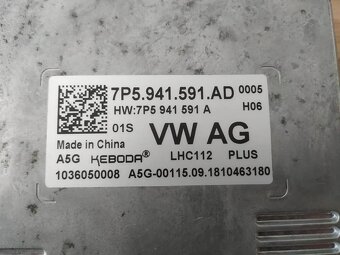 7P5.941.591.AD 0005
HW:7P5 941 591 A H06
01S VW AG
Made in China
A5G KEBODA® LHC112 PLUS
1036050008 A5G-00115.09.1810463180